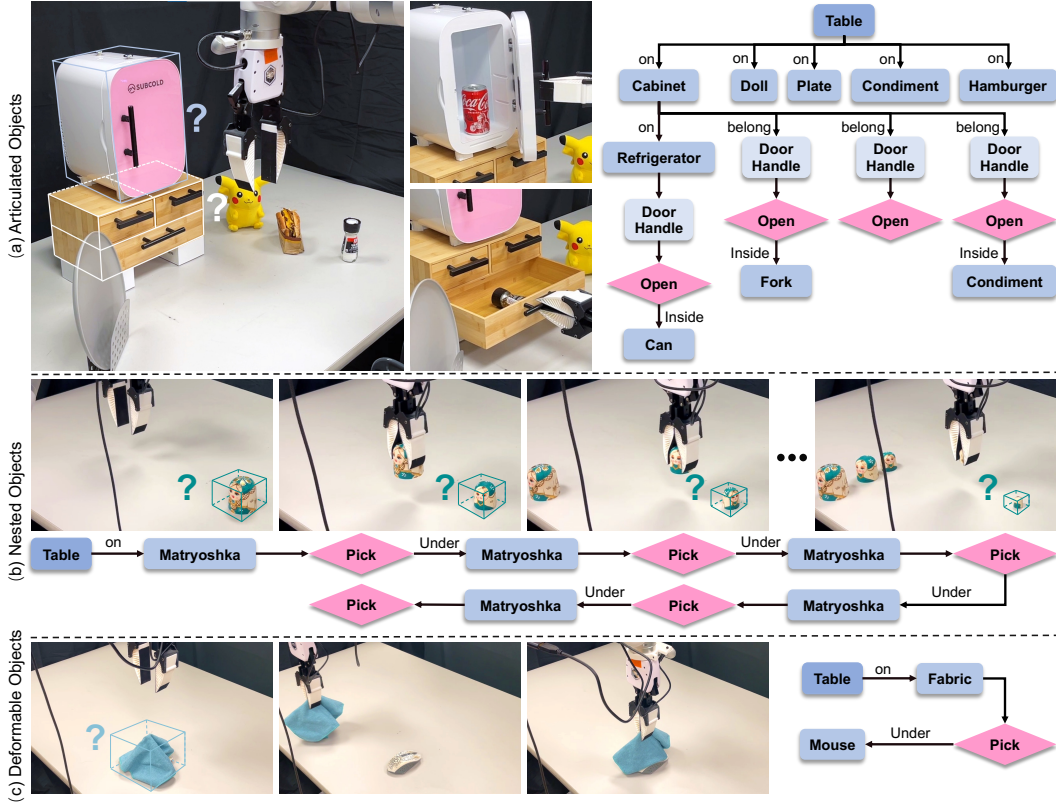 (a) Articulated Objects
SUBCOLD
?
?
Coca-Cola
Table
on
on
on
on
on
Cabinet
Doll
Plate
Condiment
Hamburger
on
belong
belong
belong
Refrigerator
Door Handle
Door Handle
Door Handle
Door Handle
Open
Open
Open
Open
Inside
Inside
Fork
Condiment
Inside
Can
(b) Nested Objects
?
?
?
•••
?
Table
on
Matryoshka
Pick
Under
Matryoshka
Pick
Under
Matryoshka
Pick
Under
Matryoshka
Pick
Under
Matryoshka
Pick
(c) Deformable Objects
?
Table
on
Fabric
Pick
Under
Mouse